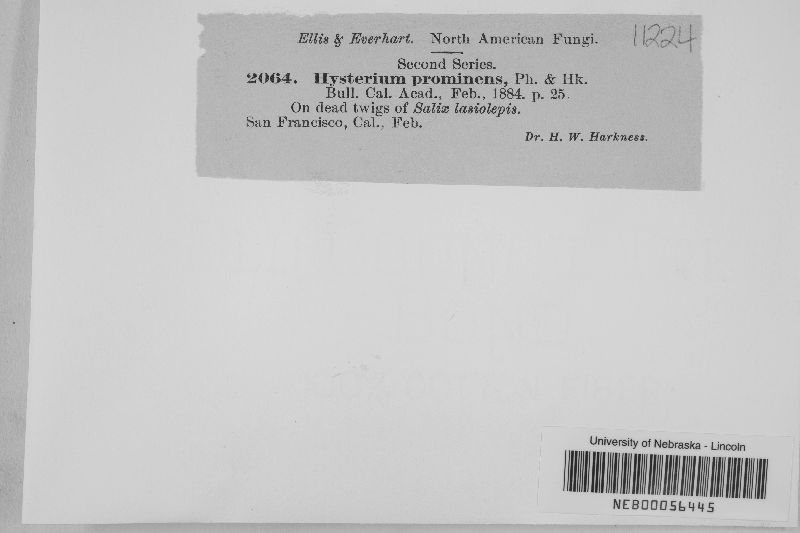 Ellis & Everhart. North American Fungi.
11224
Second Series.
2064. Hysterium prominens, Ph. & Hk.
Bull. Cal. Acad., Feb., 1884. p. 25.
On dead twigs of Salix lasiolepis.
San Francisco, Cal., Feb.
Dr. H. W. Harkness.
University of Nebraska - Lincoln
NEB00056445